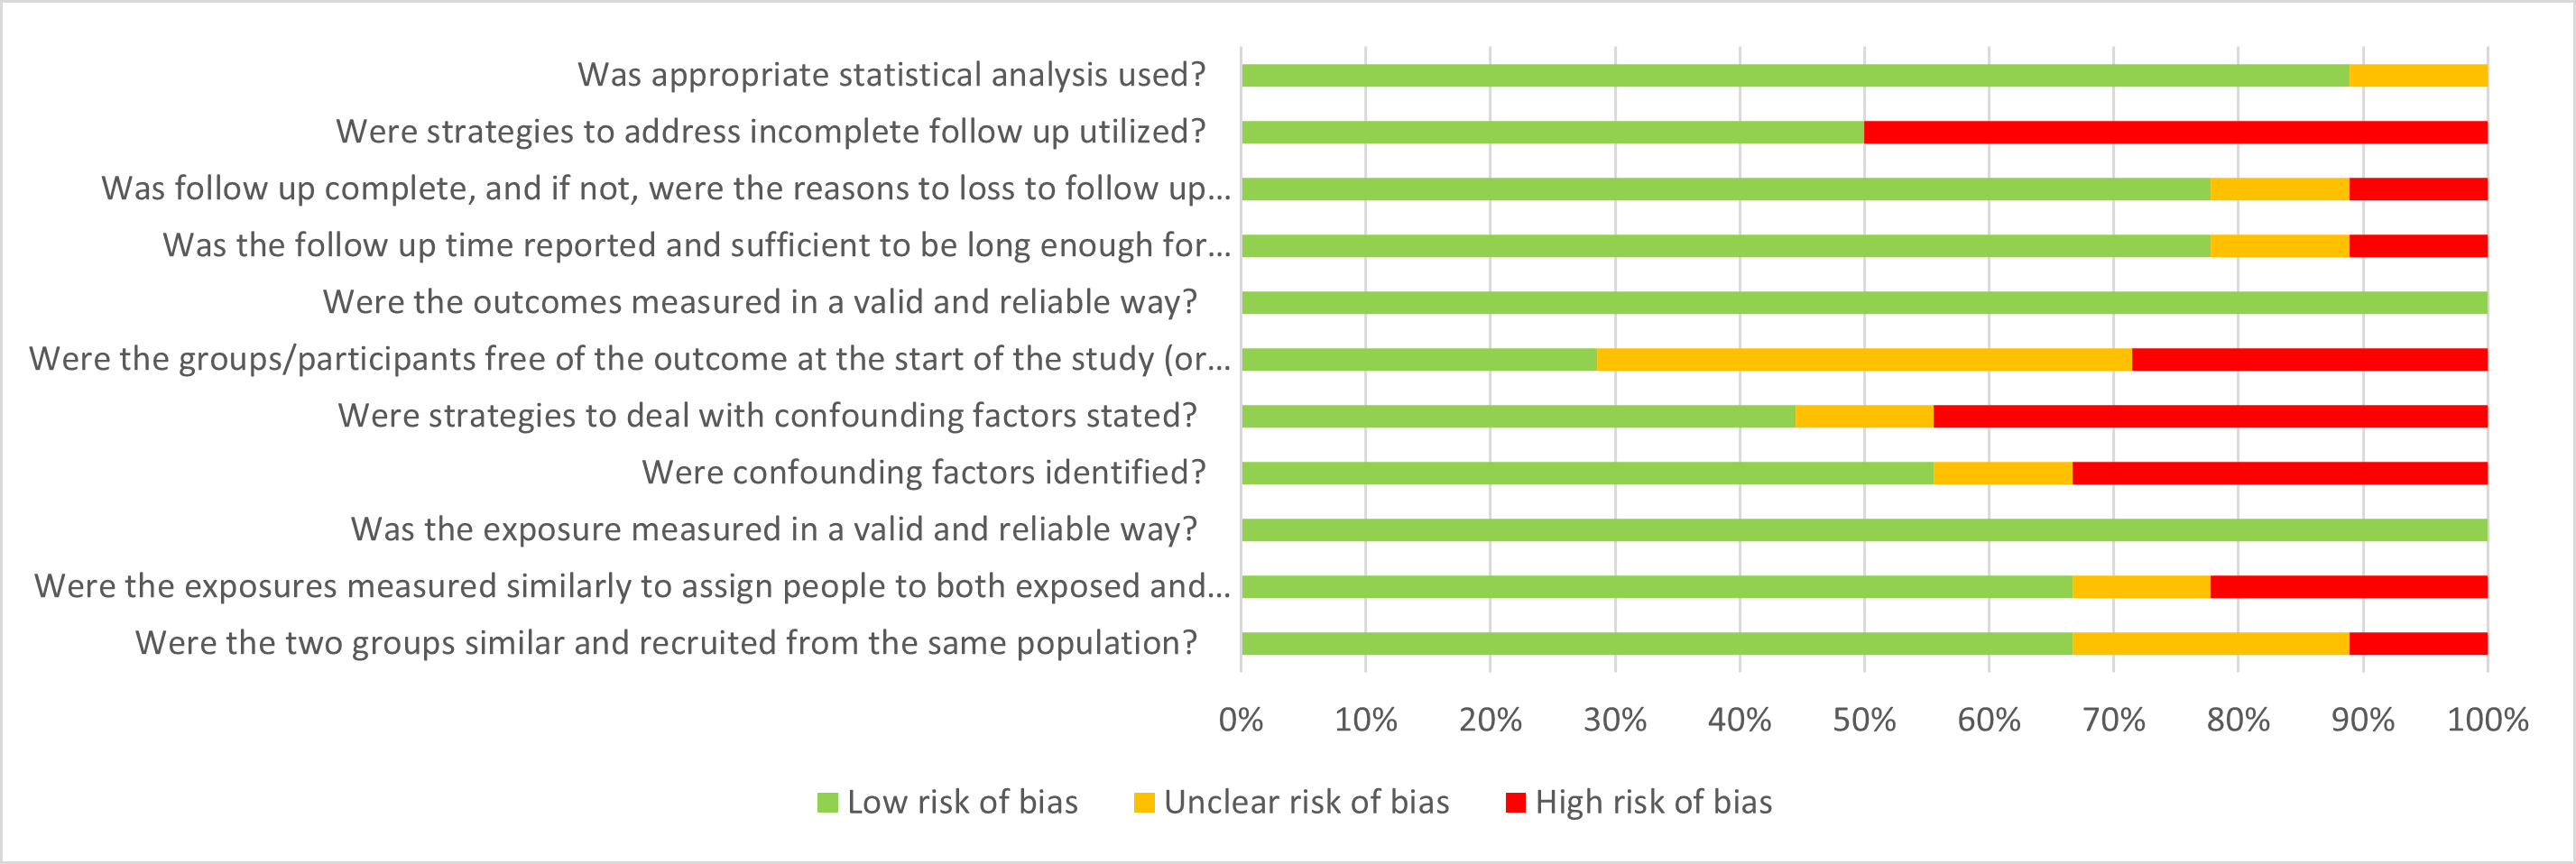 Was appropriate statistical analysis used?
Were strategies to address incomplete follow up utilized?
Was follow up complete, and if not, were the reasons to loss to follow up...
Was the follow up time reported and sufficient to be long enough for...
Were the outcomes measured in a valid and reliable way?
Were the groups/participants free of the outcome at the start of the study (or...
Were strategies to deal with confounding factors stated?
Were confounding factors identified?
Was the exposure measured in a valid and reliable way?
Were the exposures measured similarly to assign people to both exposed and...
Were the two groups similar and recruited from the same population?
0% 10% 20% 30% 40% 50% 60% 70% 80% 90% 100%
Low risk of bias Unclear risk of bias High risk of bias